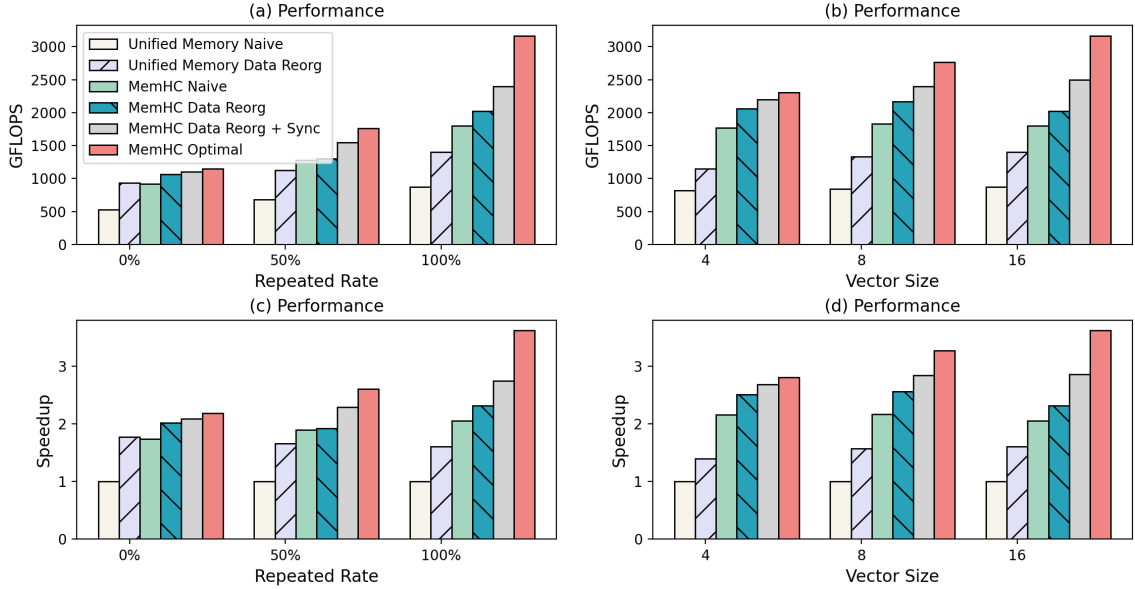 (a) Performance
3000
2500
2000
1500
1000
500
0
GFLOPS
Unified Memory Naive
Unified Memory Data Reorg
MemHC Naive
MemHC Data Reorg
MemHC Data Reorg + Sync
MemHC Optimal
0%
50%
100%
Repeated Rate
(b) Performance
3000
2500
2000
1500
1000
500
0
GFLOPS
4
8
16
Vector Size
(c) Performance
3
2
1
0
Speedup
0%
50%
100%
Repeated Rate
(d) Performance
3
2
1
0
Speedup
4
8
16
Vector Size